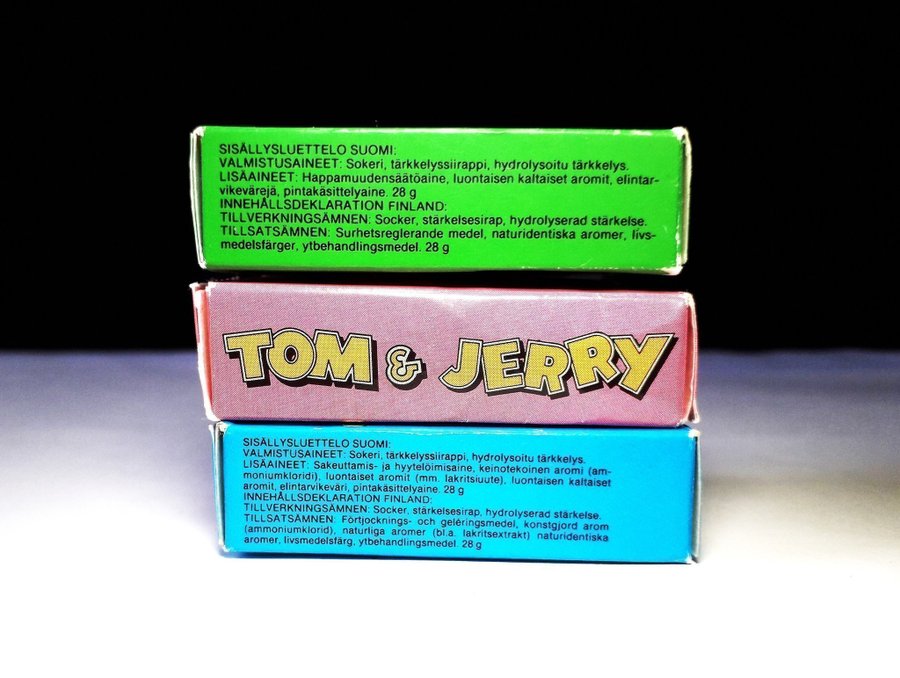 SISÄLLYSLUETTELO SUOMI:
VALMISTUSAINEET: Sokeri, tärkkelyssiirappi, hydrolysoitu tärkkelys.
LISÄAINEET: Happamuudensäätöaine, luontaisen kaltaiset aromit, elintar-
vikevärejä, pintakäsittelyaine. 28 g
INNEHÅLLSDEKLARATION FINLAND:
TILLVERKNINGSÄMNEN: Socker, stärkelsesirap, hydrolyserad stärkelse.
TILLSATSÄMNEN: Surhetsreglerande medel, naturidentiska aromer, livs-
medelsfärger, ytbehandlingsmedel. 28 g
TOM & JERRY
SISÄLLYSLUETTELO SUOMI:
VALMISTUSAINEET: Sokeri, tärkkelyssiirappi, hydrolysoitu tärkkelys.
LISÄAINEET: Sakeuttamis- ja hyytelöimisaine, keinotekoinen aromi (am-
moniumkloridi), luontaiset aromit (mm. lakritsiuute), luontaisen kaltaiset
aromit, elintarvikeväri, pintakäsittelyaine. 28 g
INNEHÅLLSDEKLARATION FINLAND:
TILLVERKNINGSÄMNEN: Socker, stärkelsesirap, hydrolyserad stärkelse.
TILLSATSÄMNEN: Förtjocknings- och geléringsmedel, konstgjord arom
(ammoniumklorid), naturliga aromer (bl.a. lakritsextrakt) naturidentiska
aromer, livsmedelsfärg, ytbehandlingsmedel. 28 g